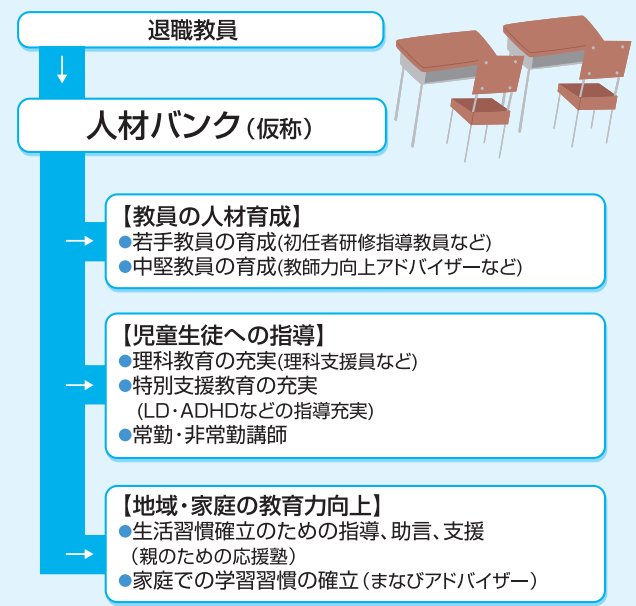 退職教員
人材バンク(仮称)
【教員の人材育成】
●若手教員の育成(初任者研修指導教員など)
●中堅教員の育成(教師力向上アドバイザーなど)
【児童生徒への指導】
●理科教育の充実(理科支援員など)
●特別支援教育の充実
(LD・ADHDなどの指導充実)
●常勤・非常勤講師
【地域・家庭の教育力向上】
●生活習慣確立のための指導、助言、支援
（親のための応援塾）
●家庭での学習習慣の確立（まなびアドバイザー）